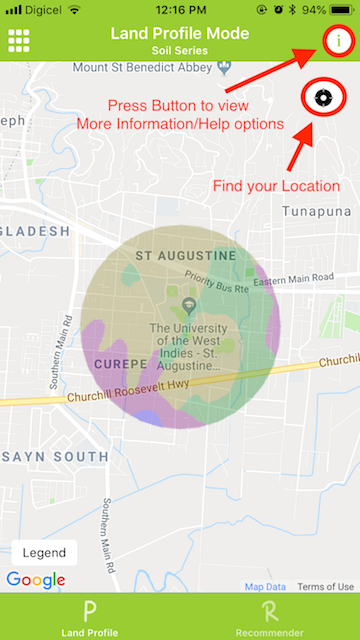 Digicel 12:16 PM 94%
Land Profile Mode
Soil Series
i
Mount St Benedict Abbey
Press Button to view
More Information/Help options
Find your Location
eph
Tunapuna
GLADESH
ST AUGUSTINE
Priority Bus Rte
Eastern Main Road
Southern Main Rd
The University
of the West
Indies - St.
Augustine...
CUREPE
Churchill
Churchill Roosevelt Hwy
SAYN SOUTH
Southern Main Rd
Legend
Google
Map Data Terms of Use
P R
Land Profile Recommender